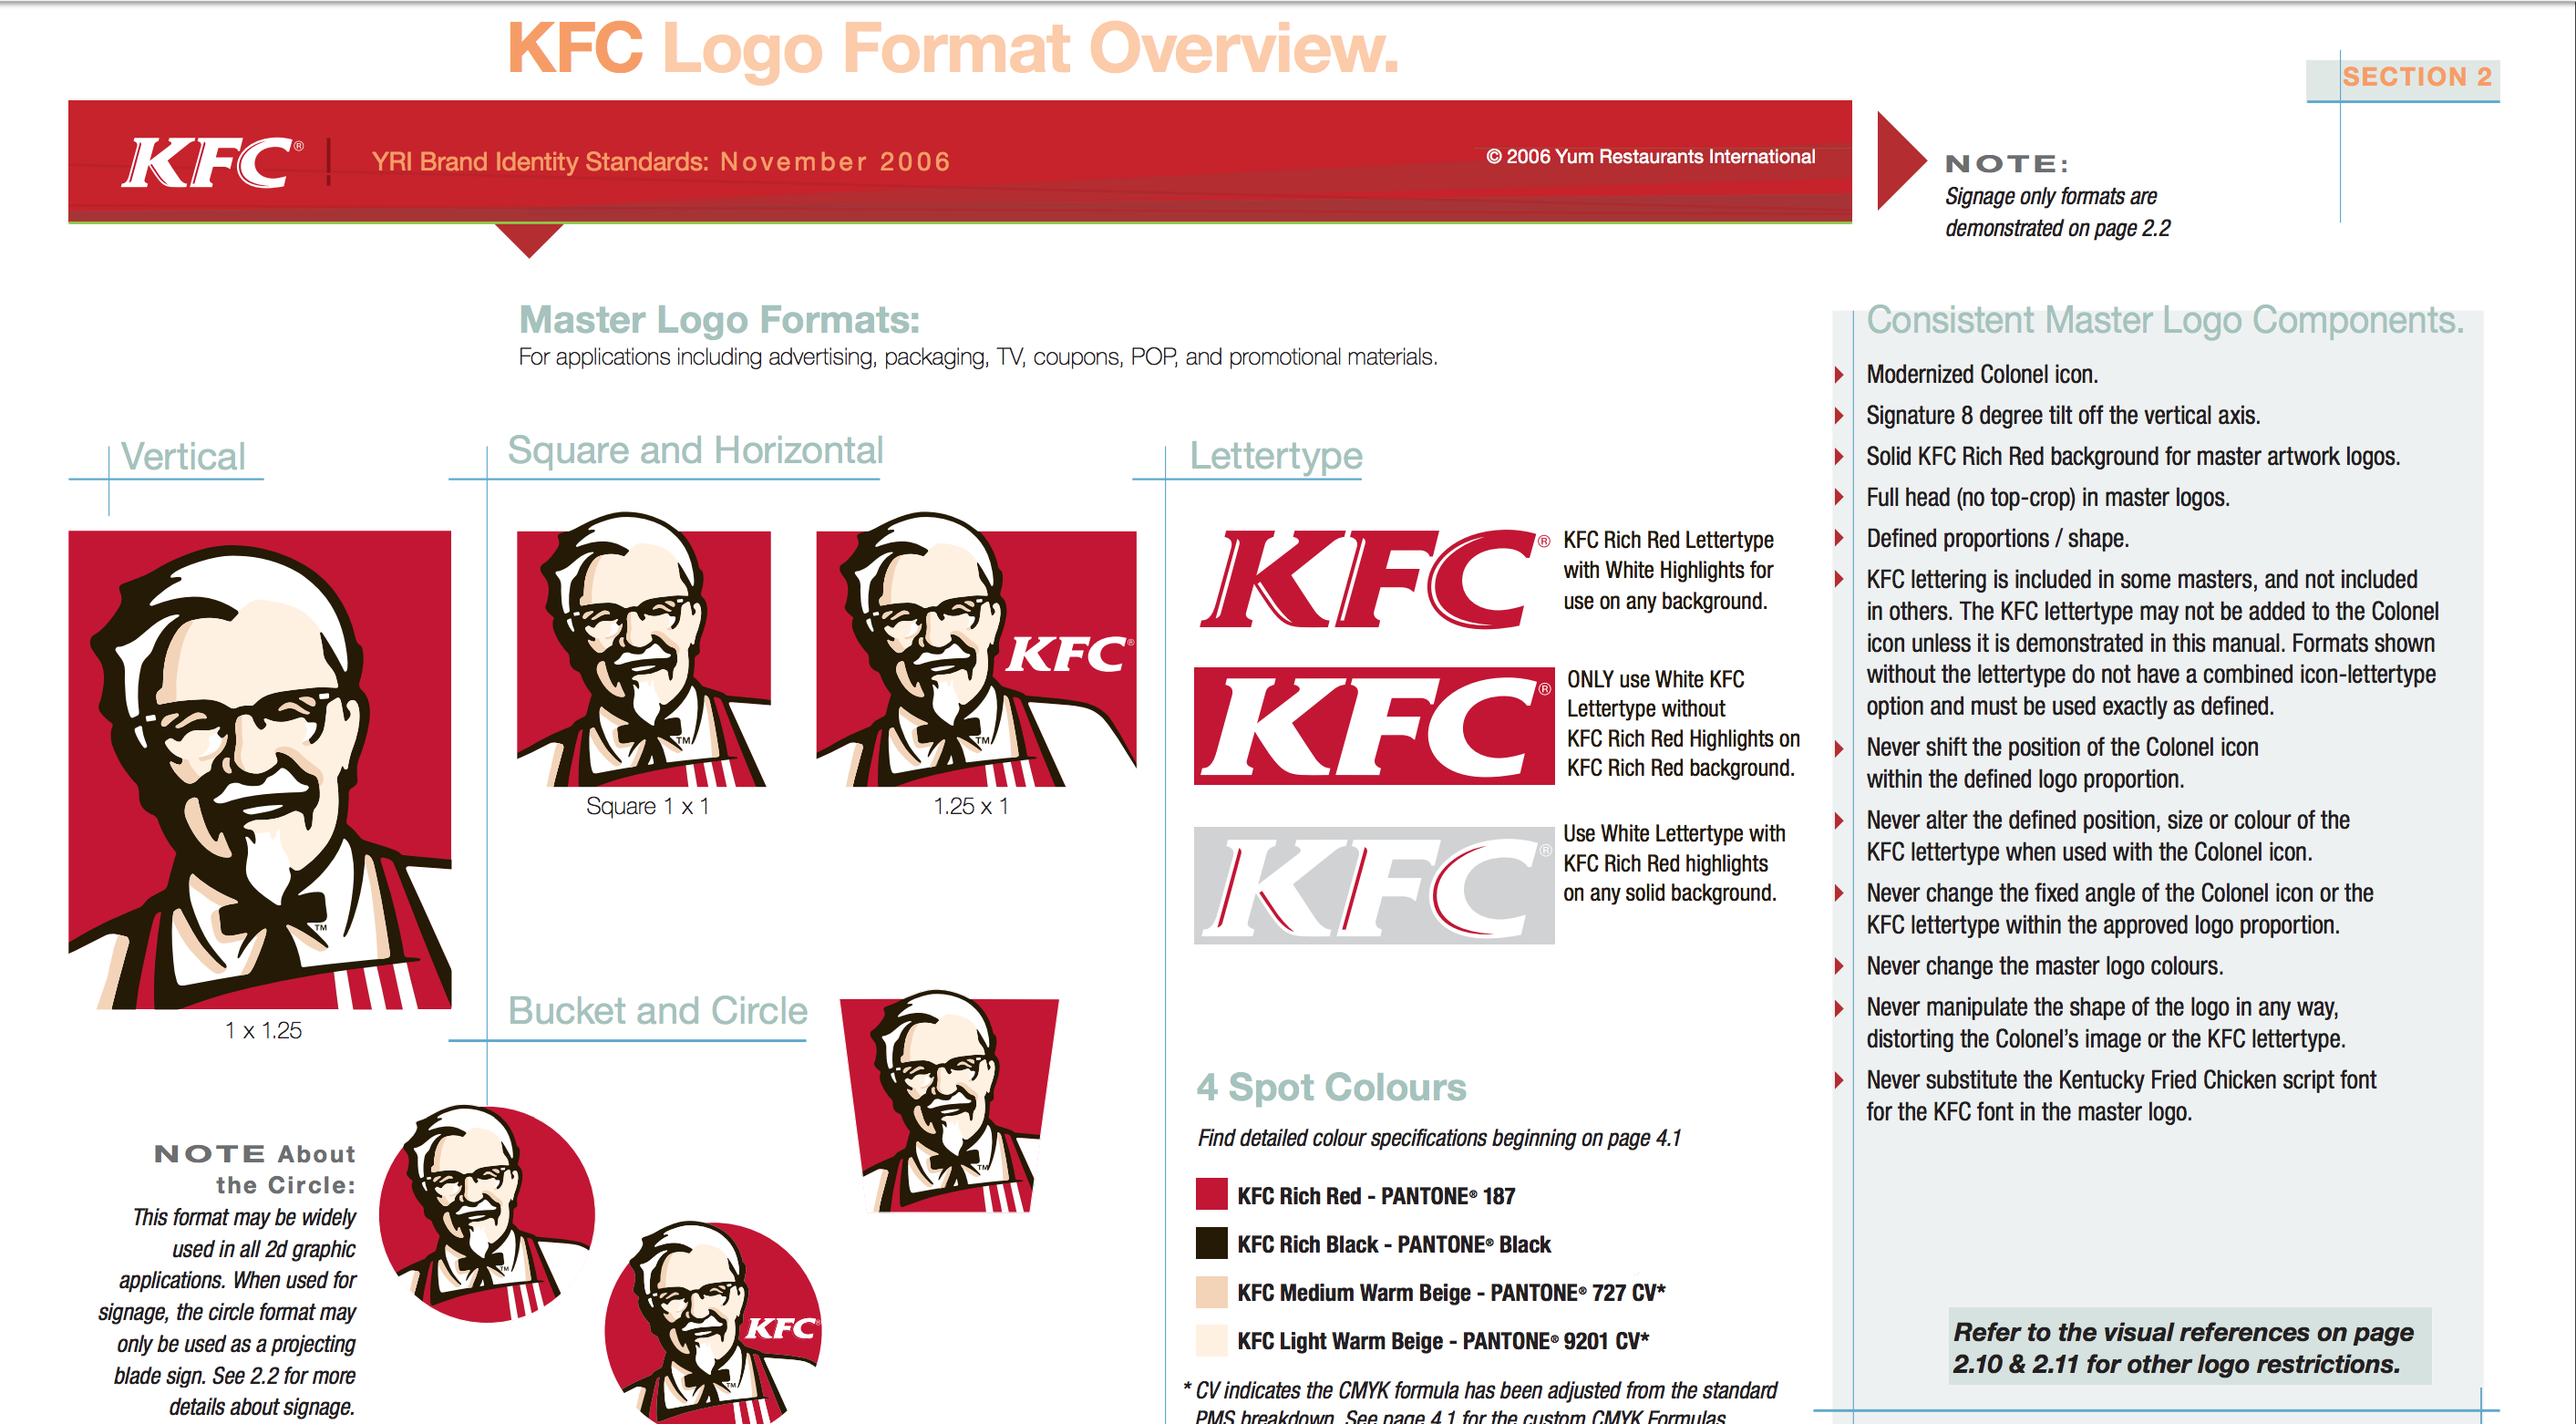 KFC Logo Format Overview.
SECTION 2
KFC®
YRI Brand Identity Standards: November 2006
© 2006 Yum Restaurants International
NOTE:
Signage only formats are
demonstrated on page 2.2
Master Logo Formats:
For applications including advertising, packaging, TV, coupons, POP, and promotional materials.
Vertical
TM
1 x 1.25
Square and Horizontal
TM
Square 1 x 1
KFC®
TM
1.25 x 1
Bucket and Circle
TM
NOTE About
the Circle:
This format may be widely
used in all 2d graphic
applications. When used for
signage, the circle format may
only be used as a projecting
blade sign. See 2.2 for more
details about signage.
TM
KFC®
TM
Lettertype
KFC®
KFC Rich Red Lettertype
with White Highlights for
use on any background.
KFC®
ONLY use White KFC
Lettertype without
KFC Rich Red Highlights on
KFC Rich Red background.
KFC®
Use White Lettertype with
KFC Rich Red highlights
on any solid background.
4 Spot Colours
Find detailed colour specifications beginning on page 4.1
KFC Rich Red - PANTONE® 187
KFC Rich Black - PANTONE® Black
KFC Medium Warm Beige - PANTONE® 727 CV*
KFC Light Warm Beige - PANTONE® 9201 CV*
* CV indicates the CMYK formula has been adjusted from the standard
PMS breakdown. See page 4.1 for the custom CMYK Formulas
Consistent Master Logo Components.
Modernized Colonel icon.
Signature 8 degree tilt off the vertical axis.
Solid KFC Rich Red background for master artwork logos.
Full head (no top-crop) in master logos.
Defined proportions / shape.
KFC lettering is included in some masters, and not included
in others. The KFC lettertype may not be added to the Colonel
icon unless it is demonstrated in this manual. Formats shown
without the lettertype do not have a combined icon-lettertype
option and must be used exactly as defined.
Never shift the position of the Colonel icon
within the defined logo proportion.
Never alter the defined position, size or colour of the
KFC lettertype when used with the Colonel icon.
Never change the fixed angle of the Colonel icon or the
KFC lettertype within the approved logo proportion.
Never change the master logo colours.
Never manipulate the shape of the logo in any way,
distorting the Colonel's image or the KFC lettertype.
Never substitute the Kentucky Fried Chicken script font
for the KFC font in the master logo.
Refer to the visual references on page
2.10 & 2.11 for other logo restrictions.